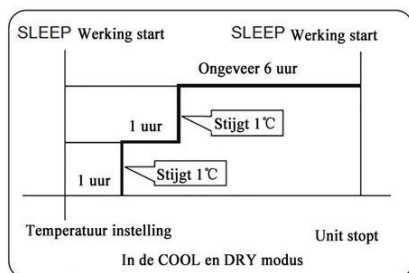 SLEEP Werking start
SLEEP Werking start
Ongeveer 6 uur
1 uur
Stijgt 1℃
1 uur
Stijgt 1℃
Temperatuur instelling
Unit stopt
In de COOL en DRY modus